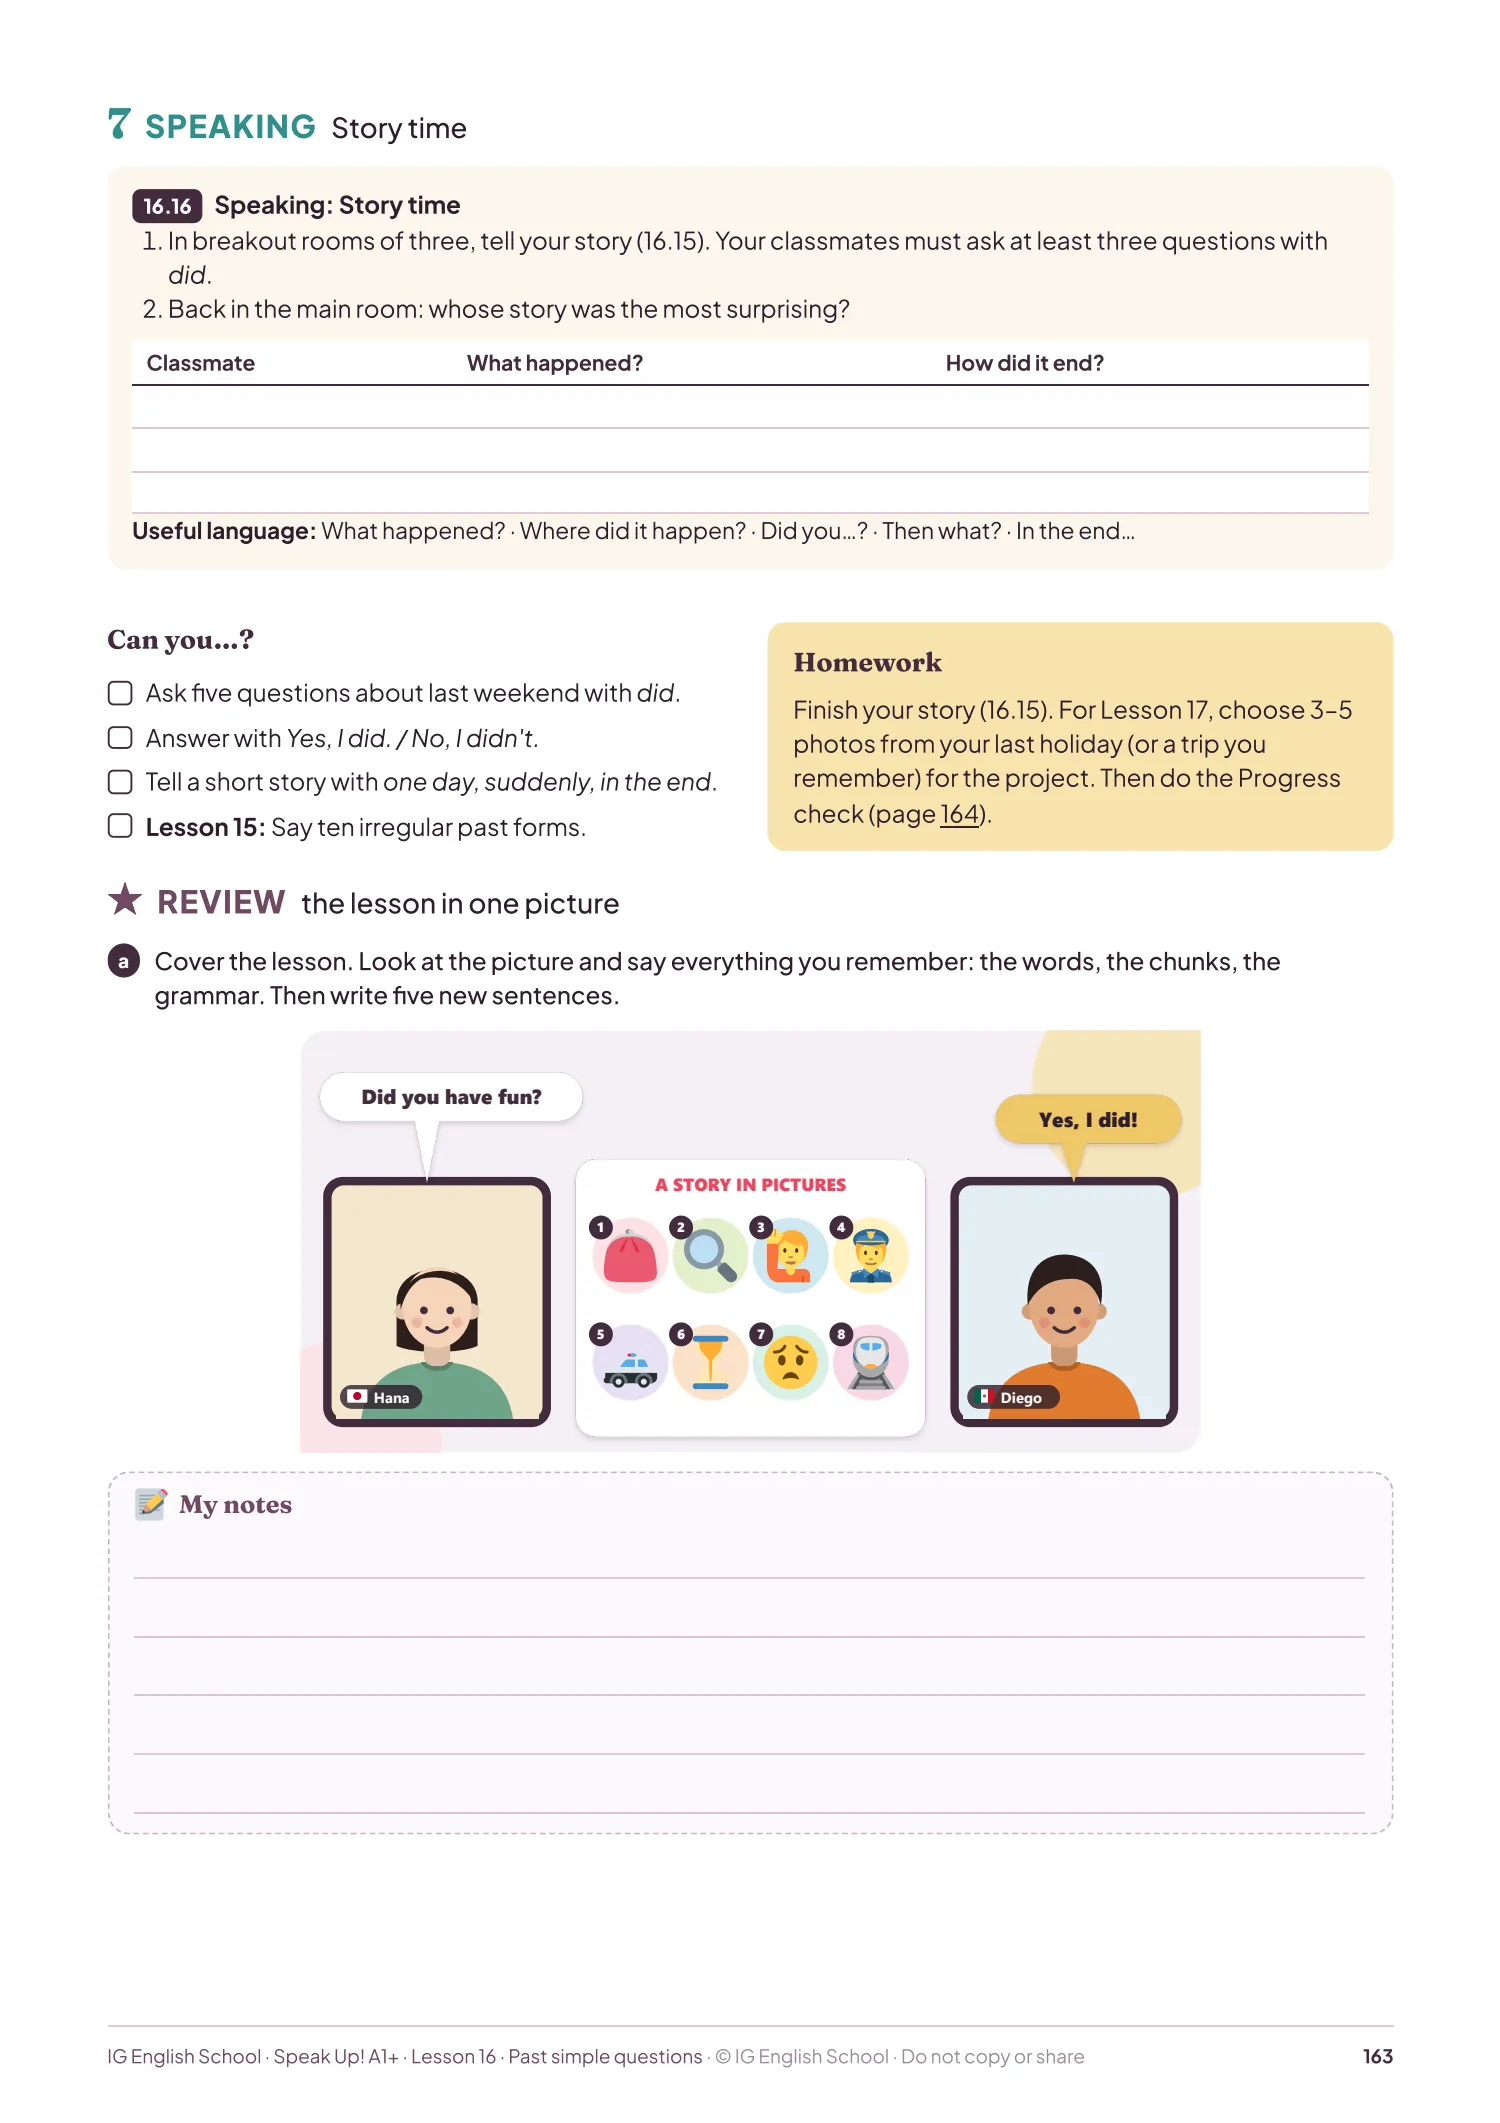 7 SPEAKING Story time
16.16 Speaking: Story time
1. In breakout rooms of three, tell your story (16.15). Your classmates must ask at least three questions with
did.
2. Back in the main room: whose story was the most surprising?
Classmate What happened? How did it end?
Useful language: What happened? · Where did it happen? · Did you…? · Then what? · In the end…
Can you…?
Ask five questions about last weekend with did.
Answer with Yes, I did. / No, I didn't.
Tell a short story with one day, suddenly, in the end.
Lesson 15: Say ten irregular past forms.
Homework
Finish your story (16.15). For Lesson 17, choose 3–5
photos from your last holiday (or a trip you
remember) for the project. Then do the Progress
check (page 164).
★ REVIEW the lesson in one picture
a Cover the lesson. Look at the picture and say everything you remember: the words, the chunks, the
grammar. Then write five new sentences.
Did you have fun?
Yes, I did!
A STORY IN PICTURES
1 2 3 4
5 6 7 8
Hana
Diego
My notes
IG English School · Speak Up! A1+ · Lesson 16 · Past simple questions · © IG English School · Do not copy or share 163